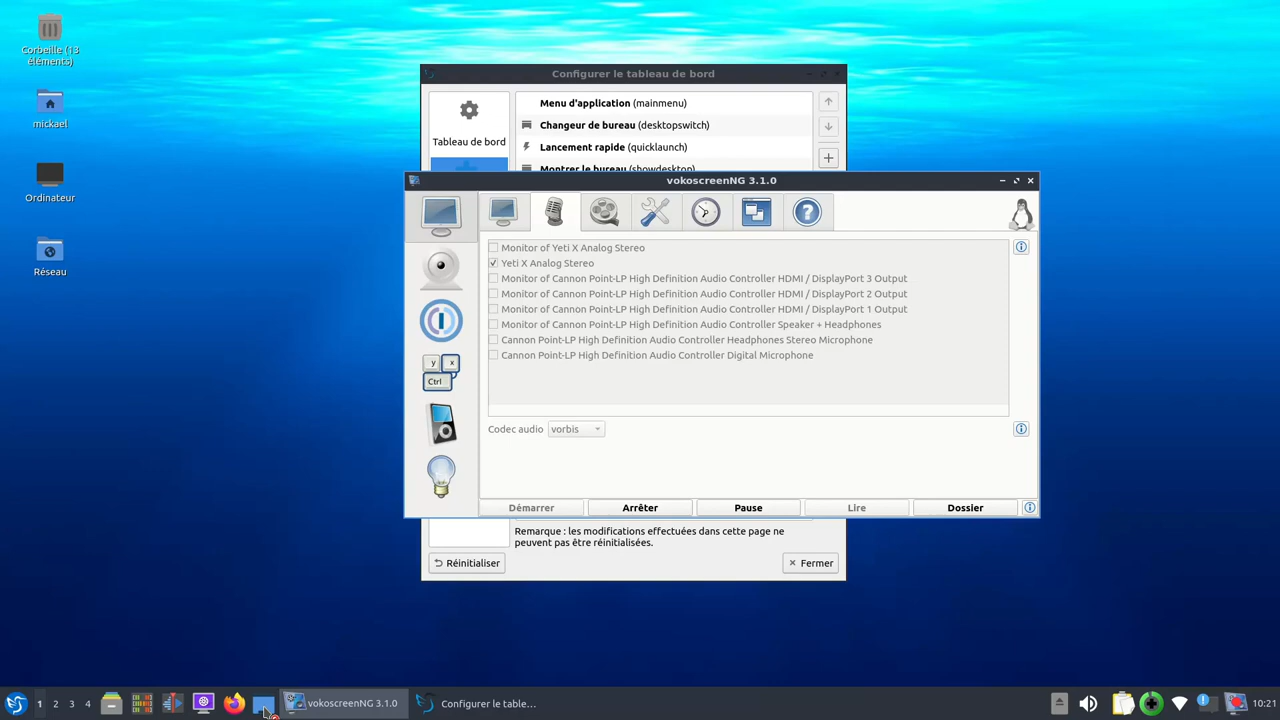 Corbeille (13
éléments)
mickael
Ordinateur
Réseau
Configurer le tableau de bord
Tableau de bord
Menu d'application (mainmenu)
Changeur de bureau (desktopswitch)
Lancement rapide (quicklaunch)
Montrer le bureau (showdesktop)
vokoscreenNG 3.1.0
y x
Ctrl
Monitor of Yeti X Analog Stereo
Yeti X Analog Stereo
Monitor of Cannon Point-LP High Definition Audio Controller HDMI / DisplayPort 3 Output
Monitor of Cannon Point-LP High Definition Audio Controller HDMI / DisplayPort 2 Output
Monitor of Cannon Point-LP High Definition Audio Controller HDMI / DisplayPort 1 Output
Monitor of Cannon Point-LP High Definition Audio Controller Speaker + Headphones
Cannon Point-LP High Definition Audio Controller Headphones Stereo Microphone
Cannon Point-LP High Definition Audio Controller Digital Microphone
Codec audio vorbis
Démarrer Arrêter Pause Lire Dossier
Remarque : les modifications effectuées dans cette page ne
peuvent pas être réinitialisées.
Réinitialiser Fermer
1 2 3 4 vokoscreenNG 3.1.0 Configurer le table... 10:21